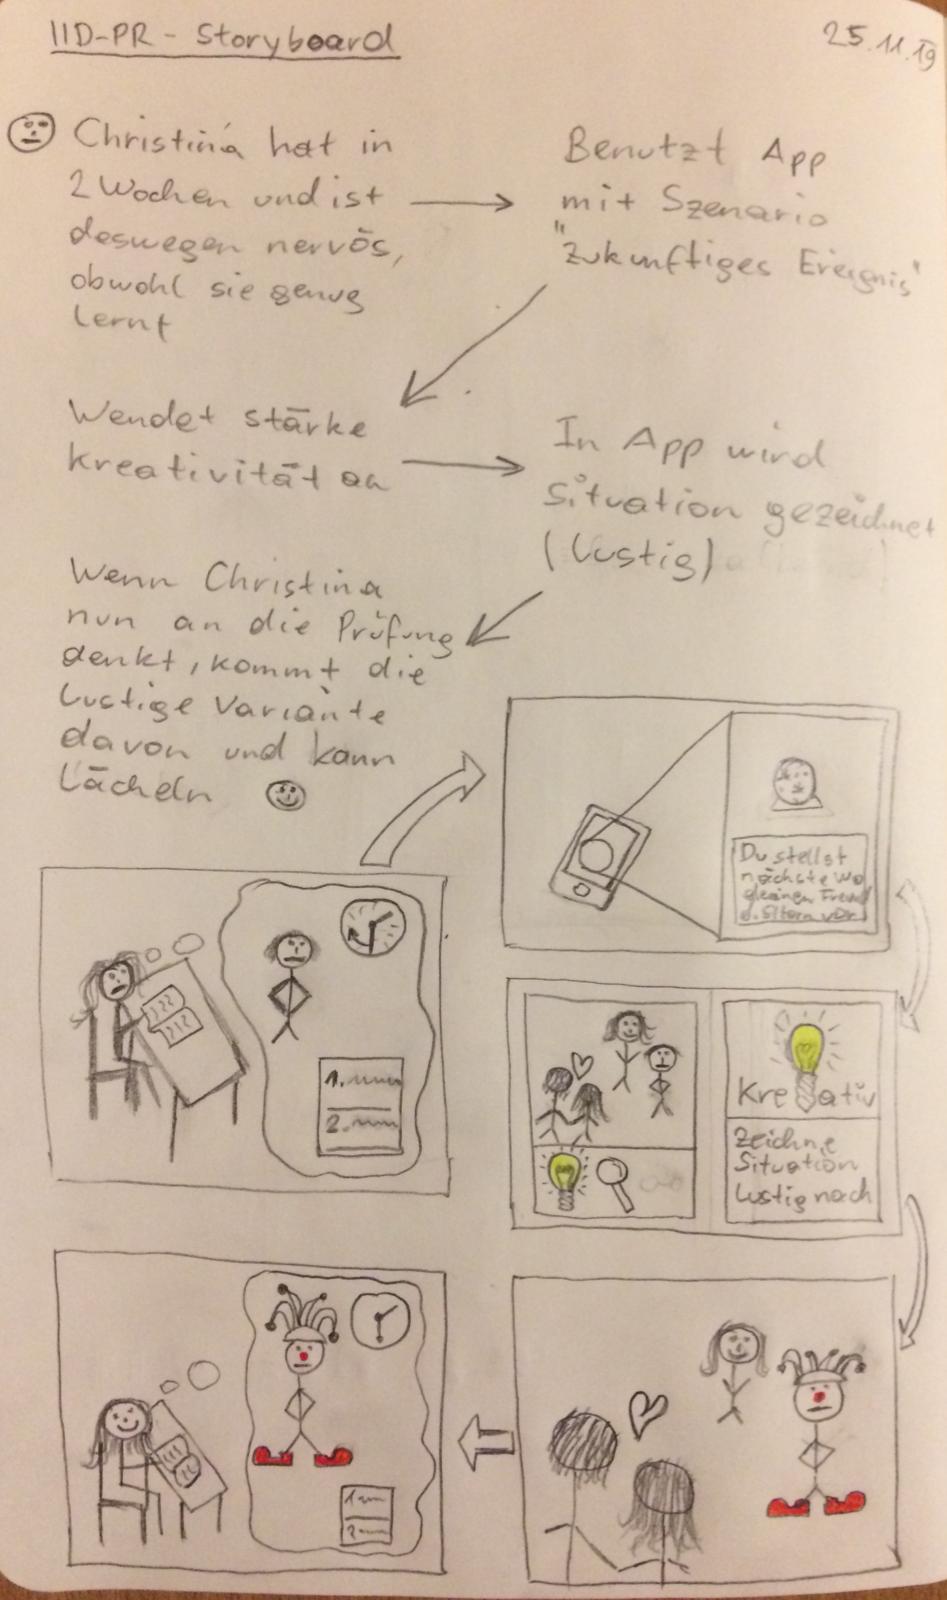 IID-PR - Storyboard
25.11.19
Christina hat in
2 Wochen und ist
deswegen nervös,
obwohl sie genug
lernt
Benutzt App
mit Szenario
"Zukunftiges Ereignis"
Wendet stärke
Kreativität an
In App wird
Situation gezeichnet
(lustig)
Wenn Christina
nun an die Prüfung
denkt, kommt die
lustige Variante
davon und kann
Lächeln
Du stellst
nächste Wo
deinen Freund
d. Eltern vor
1.
2.
Kreativ
Zeichne
Situation
lustig nach
1
2